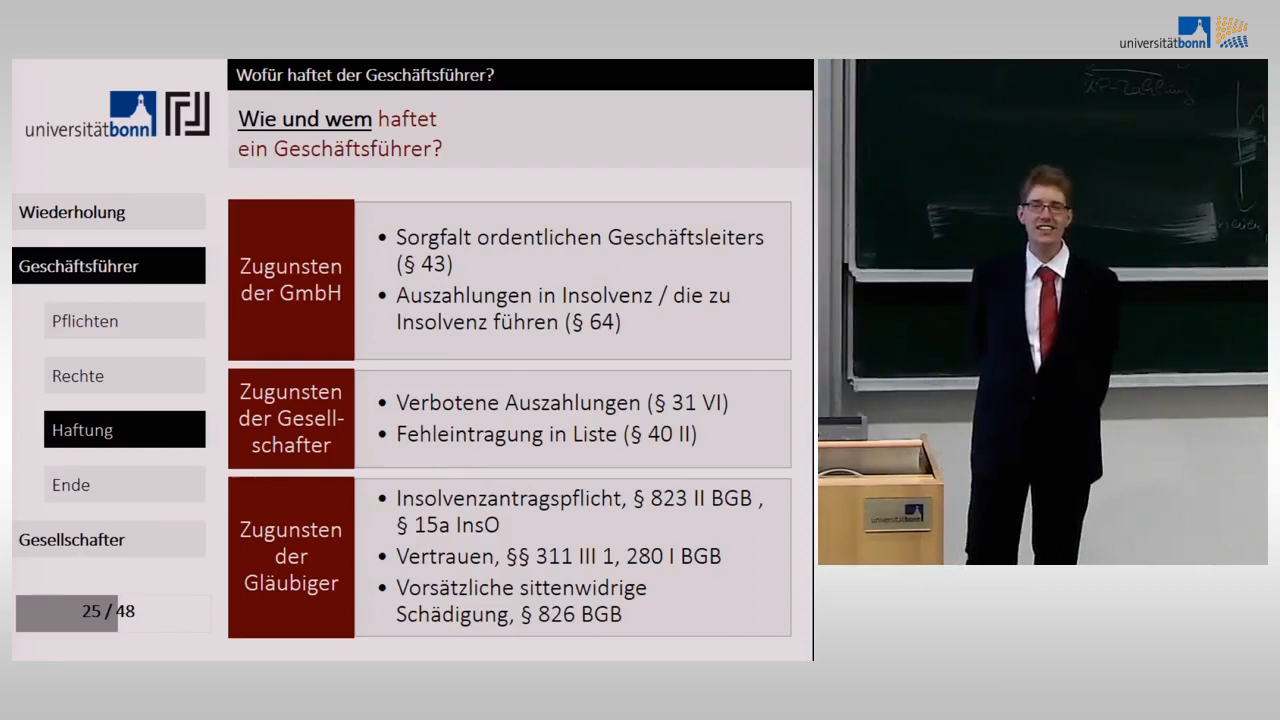 universitätbonn
Wofür haftet der Geschäftsführer?
universitätbonn
Wie und wem haftet
ein Geschäftsführer?
Wiederholung
Geschäftsführer
Pflichten
Rechte
Haftung
Ende
Gesellschafter
25 / 48
Zugunsten
der GmbH
• Sorgfalt ordentlichen Geschäftsleiters
(§ 43)
• Auszahlungen in Insolvenz / die zu
Insolvenz führen (§ 64)
Zugunsten
der Gesell-
schafter
• Verbotene Auszahlungen (§ 31 VI)
• Fehleintragung in Liste (§ 40 II)
Zugunsten
der
Gläubiger
• Insolvenzantragspflicht, § 823 II BGB ,
§ 15a InsO
• Vertrauen, §§ 311 III 1, 280 I BGB
• Vorsätzliche sittenwidrige
Schädigung, § 826 BGB
universitätbonn